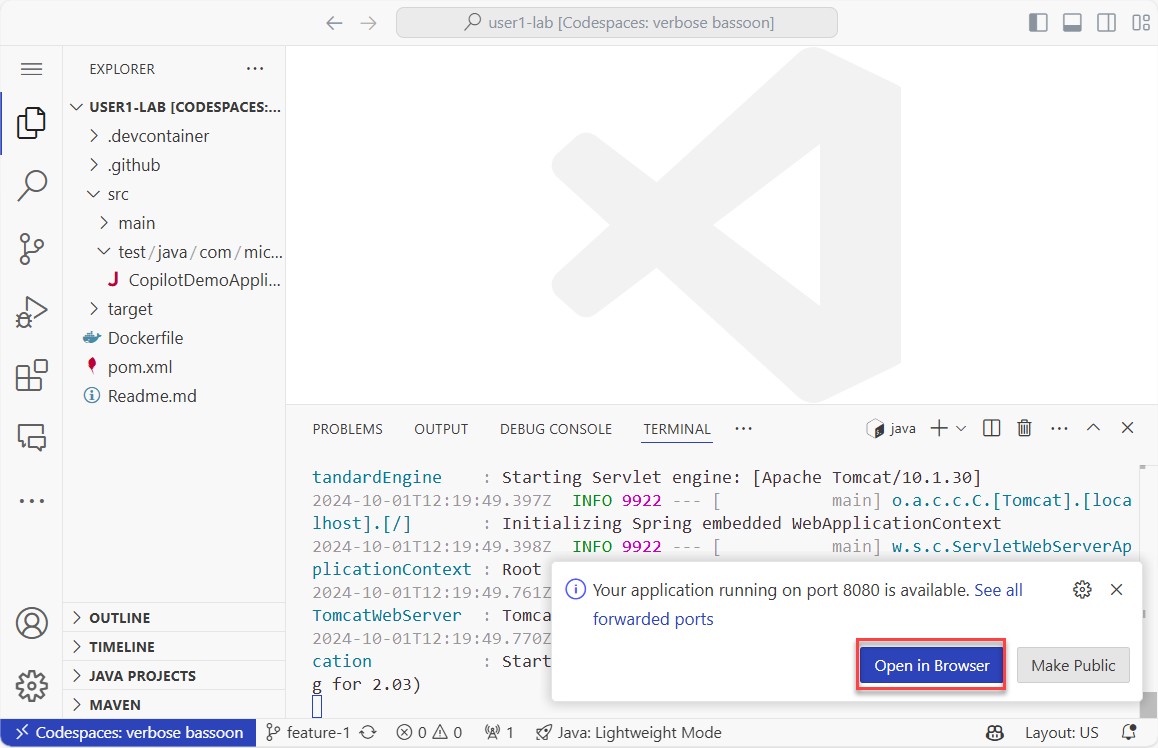 user1-lab [Codespaces: verbose bassoon]
EXPLORER
USER1-LAB [CODESPACES:...
.devcontainer
.github
src
main
test/java/com/mic...
J CopilotDemoAppli...
target
Dockerfile
pom.xml
Readme.md
OUTLINE
TIMELINE
JAVA PROJECTS
MAVEN
PROBLEMS OUTPUT DEBUG CONSOLE TERMINAL java
tandardEngine : Starting Servlet engine: [Apache Tomcat/10.1.30]
2024-10-01T12:19:49.397Z INFO 9922 --- [ main] o.a.c.c.C.[Tomcat].[loca
lhost].[/] : Initializing Spring embedded WebApplicationContext
2024-10-01T12:19:49.398Z INFO 9922 --- [ main] w.s.c.ServletWebServerAp
plicationContext : Root
2024-10-01T12:19:49.761Z
TomcatWebServer : Tomca
2024-10-01T12:19:49.770Z
cation : Start
g for 2.03)
Your application running on port 8080 is available. See all
forwarded ports
Open in Browser Make Public
Codespaces: verbose bassoon feature-1 0 0 1 Java: Lightweight Mode Layout: US